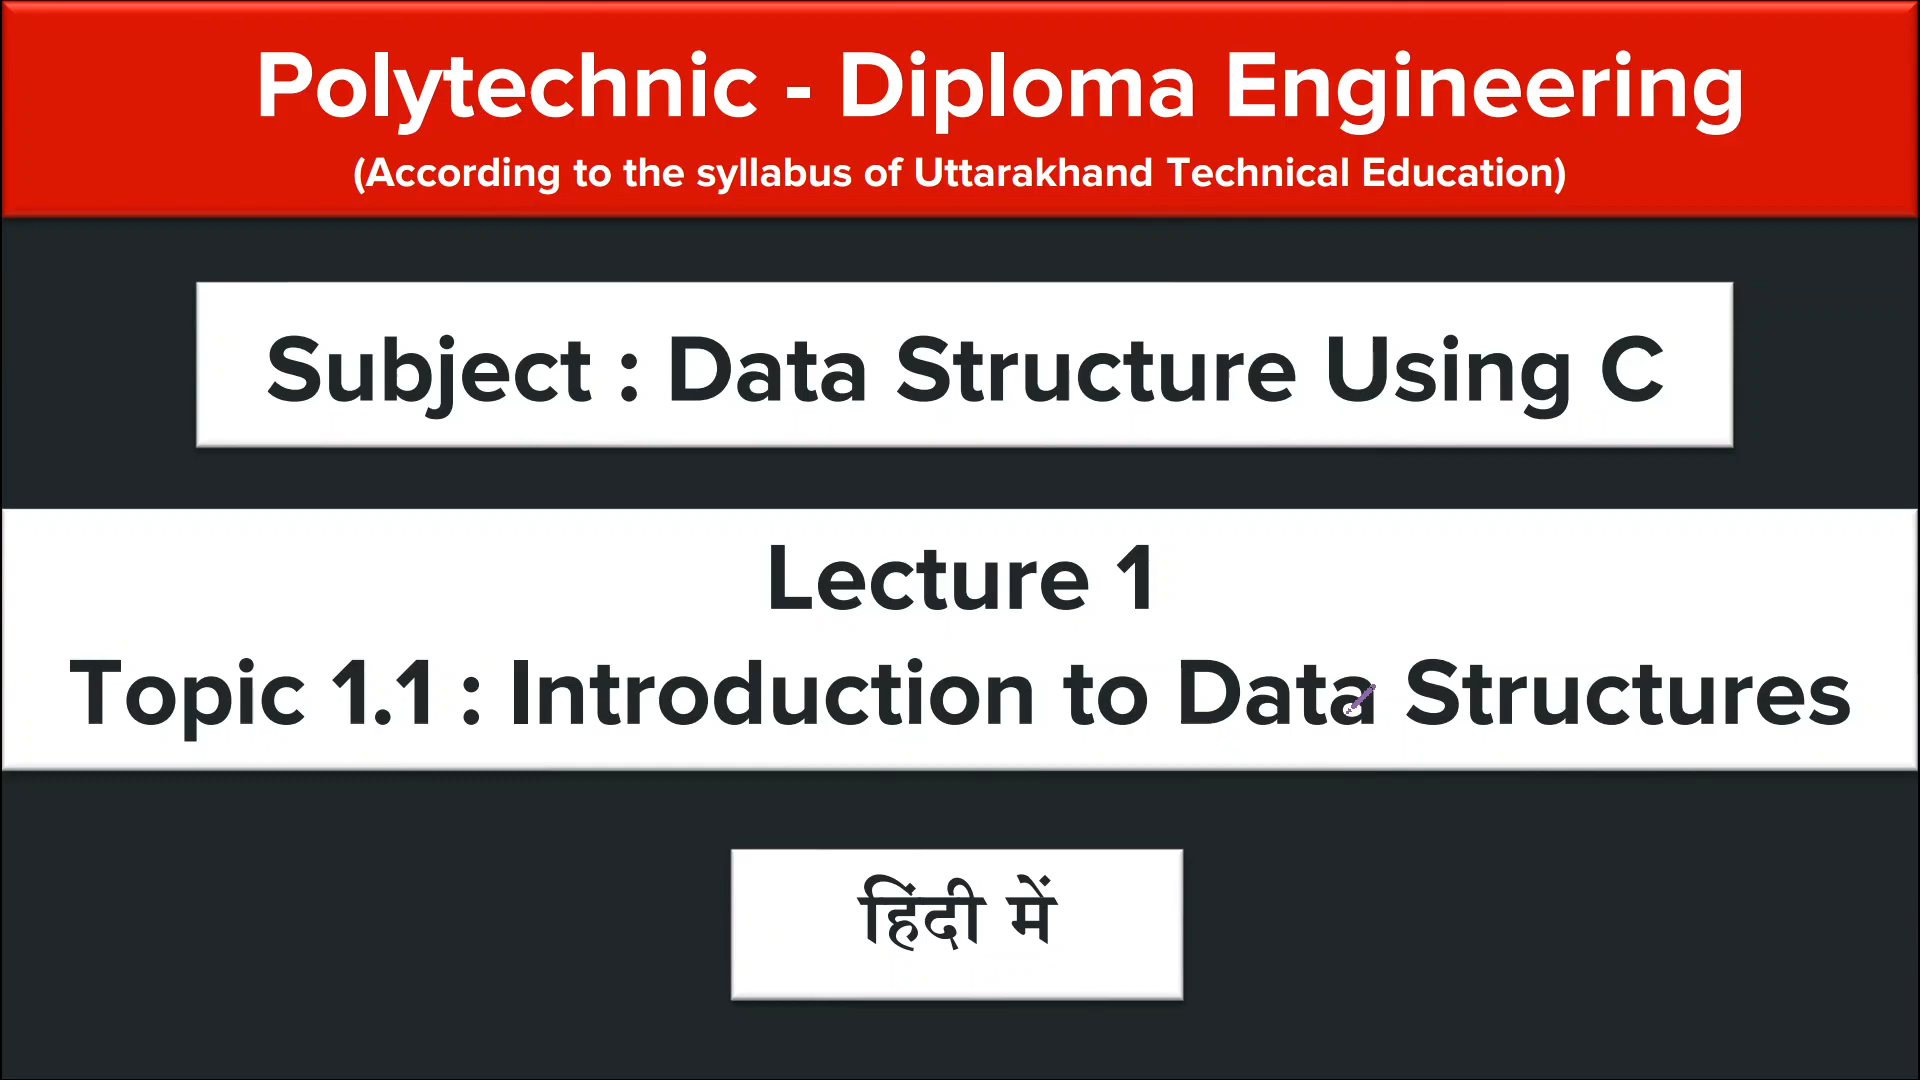 Polytechnic - Diploma Engineering
(According to the syllabus of Uttarakhand Technical Education)
Subject : Data Structure Using C
Lecture 1
Topic 1.1 : Introduction to Data Structures
हिंदी में